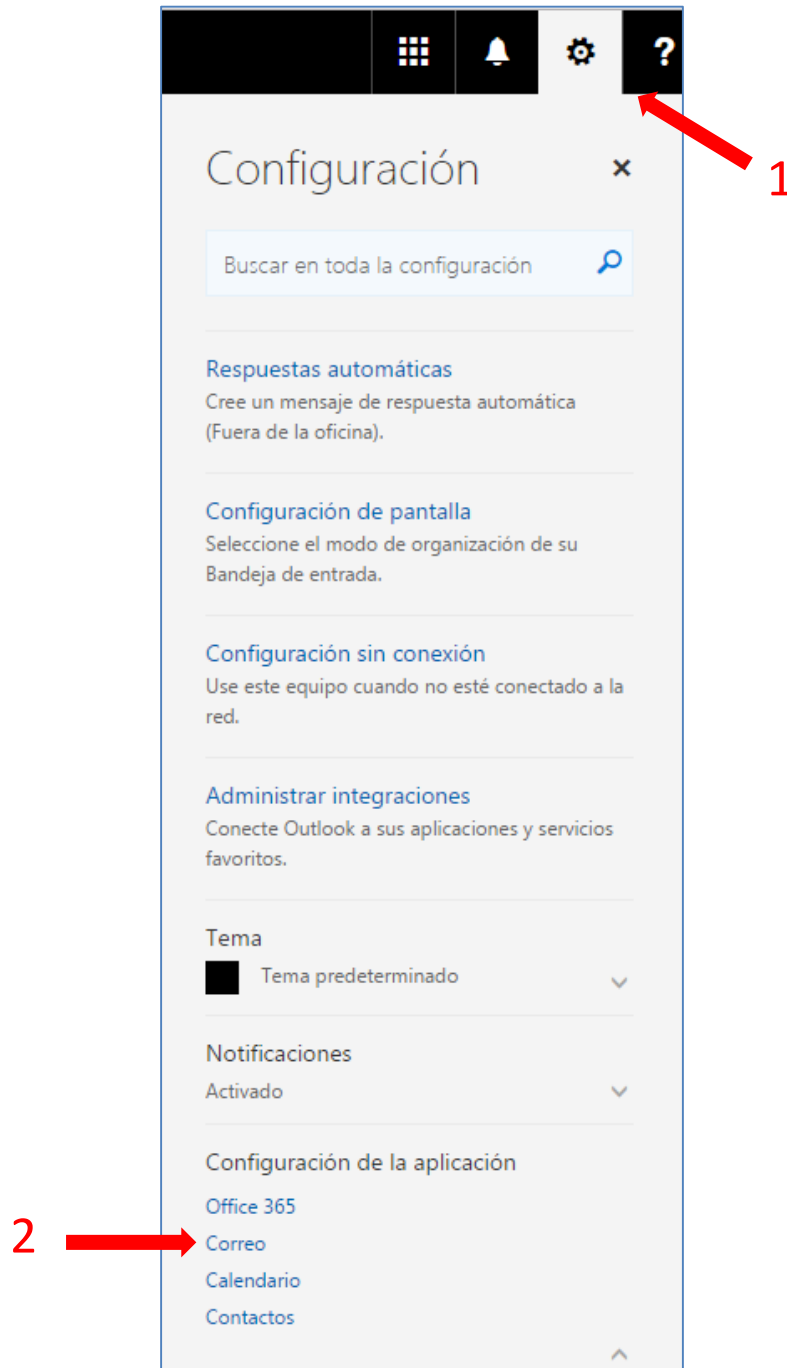 ?
1
Configuración
×
Buscar en toda la configuración
Respuestas automáticas
Cree un mensaje de respuesta automática
(Fuera de la oficina).
Configuración de pantalla
Seleccione el modo de organización de su
Bandeja de entrada.
Configuración sin conexión
Use este equipo cuando no esté conectado a la
red.
Administrar integraciones
Conecte Outlook a sus aplicaciones y servicios
favoritos.
Tema
Tema predeterminado
Notificaciones
Activado
Configuración de la aplicación
Office 365
2
Correo
Calendario
Contactos